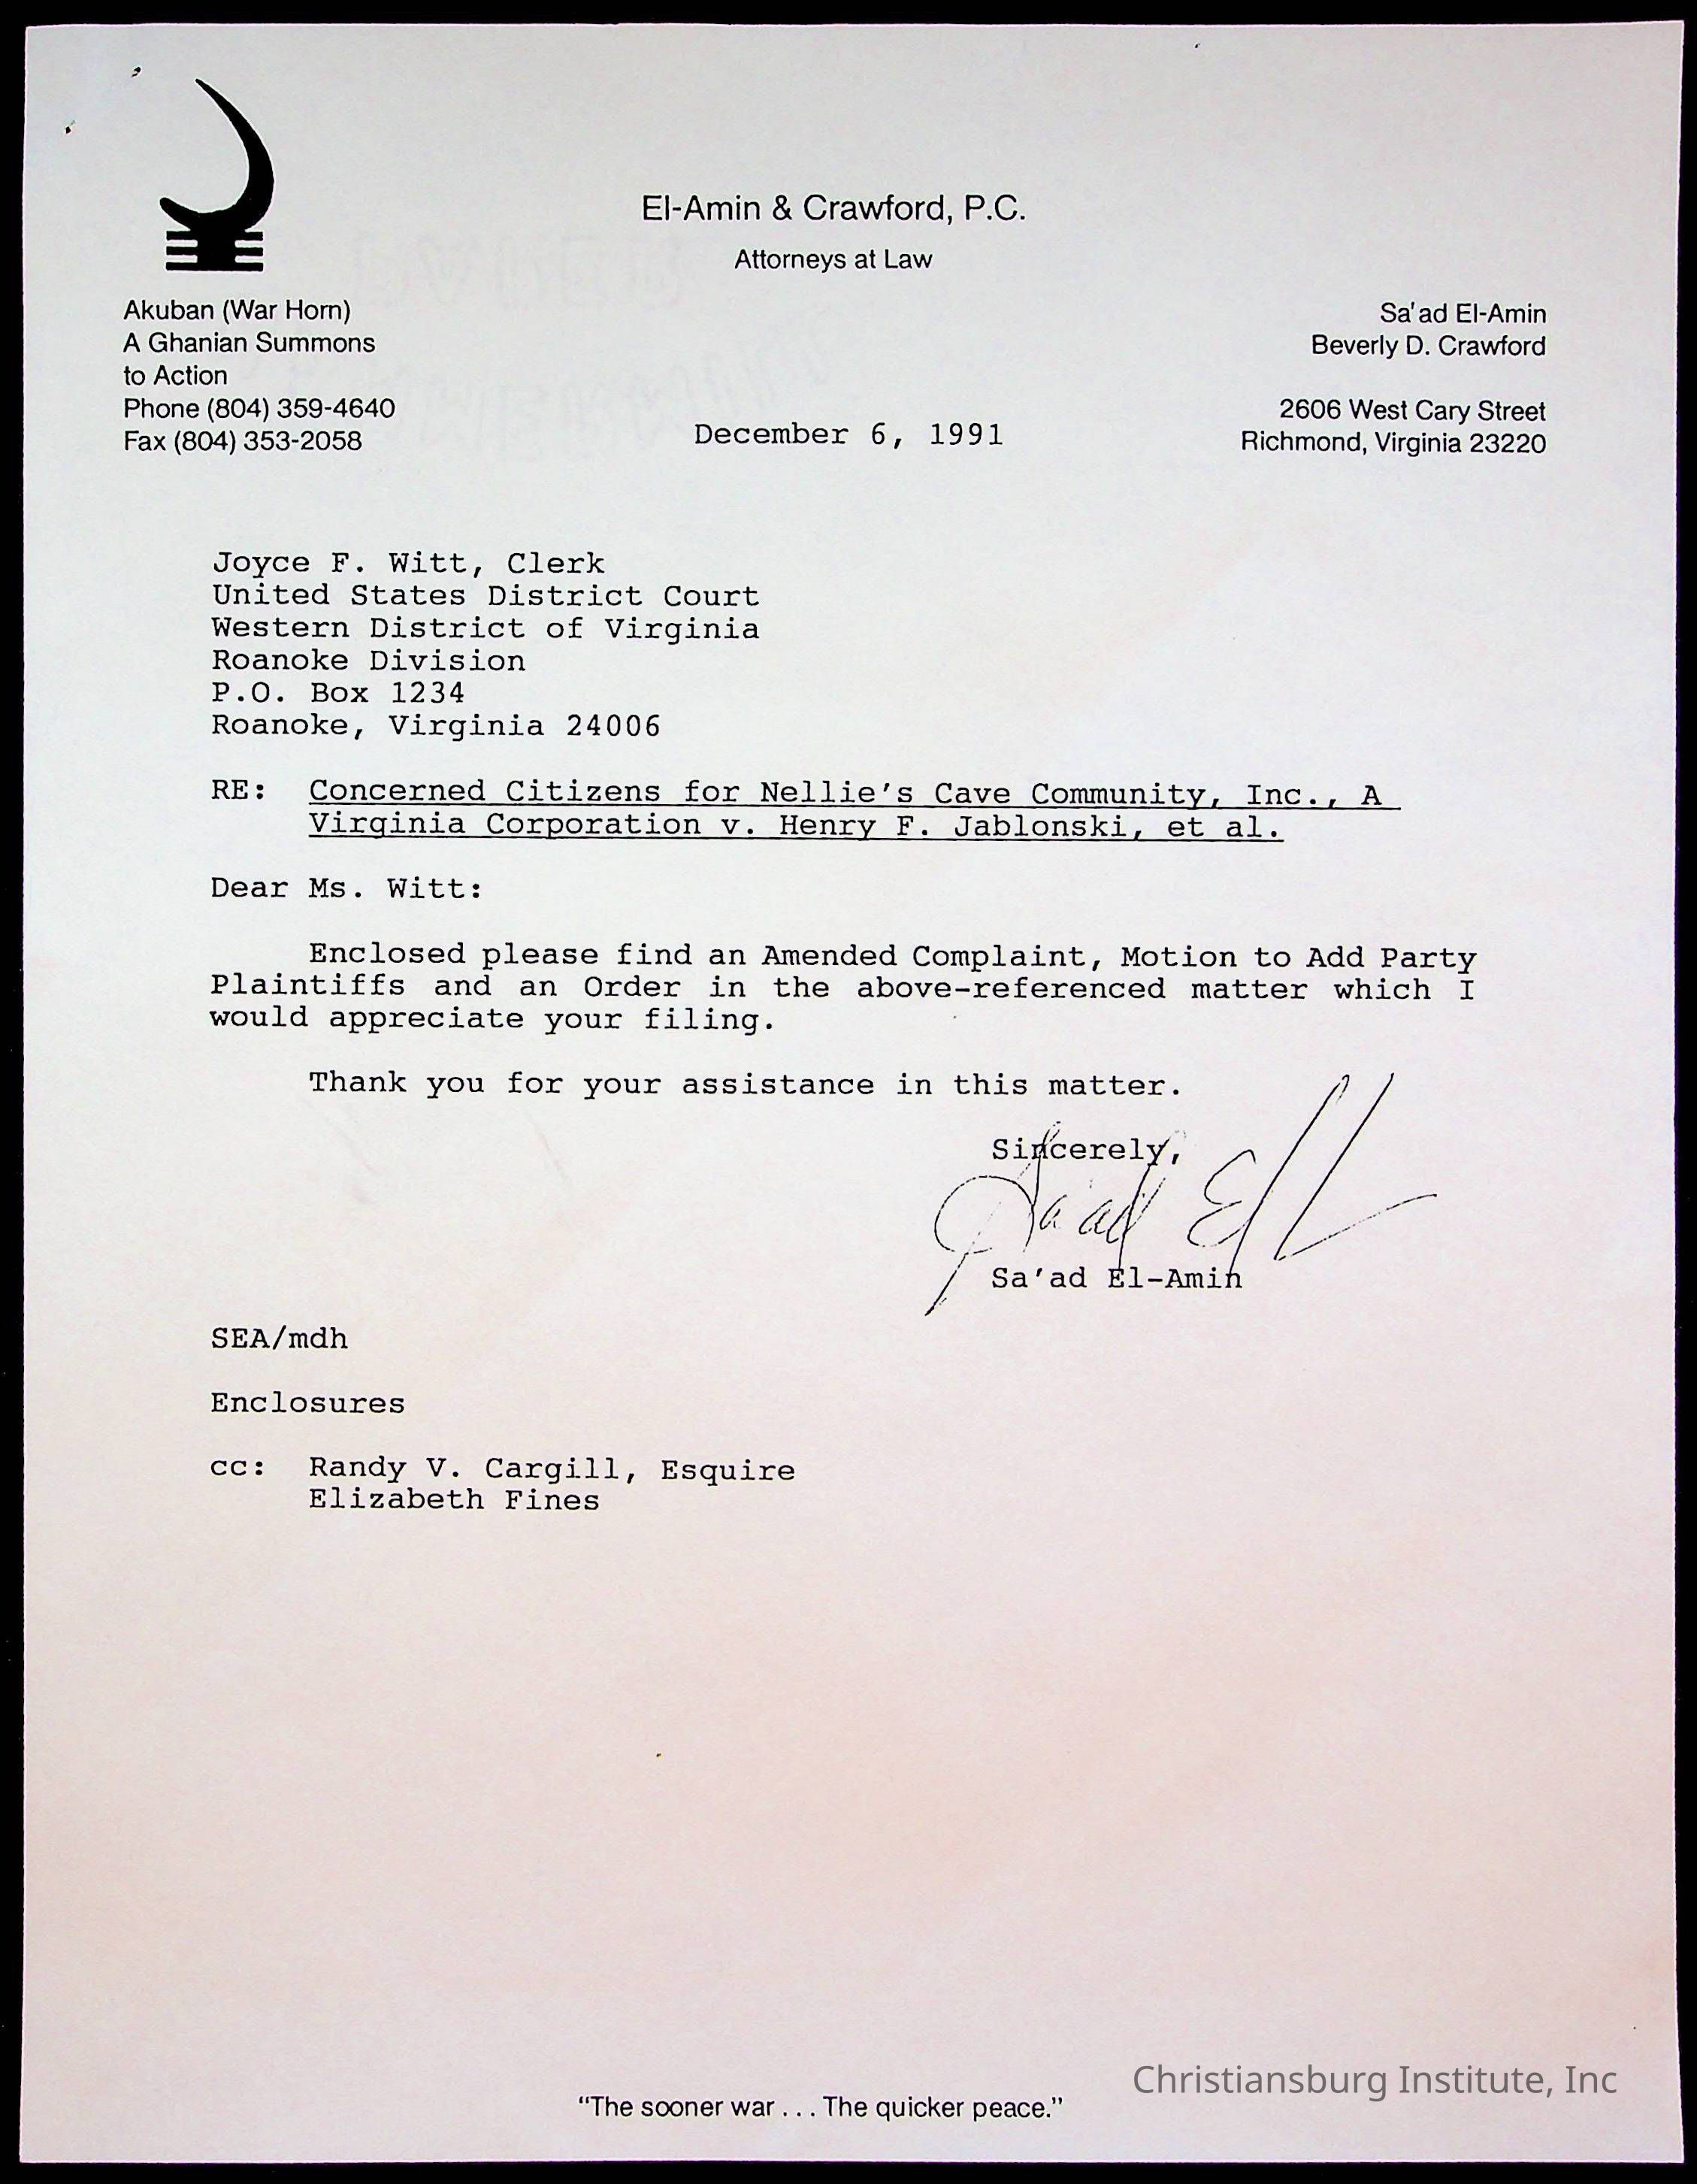 El-Amin & Crawford, P.C.
Attorneys at Law
Akuban (War Horn)
A Ghanian Summons
to Action
Phone (804) 359-4640
Fax (804) 353-2058
Sa'ad El-Amin
Beverly D. Crawford
2606 West Cary Street
Richmond, Virginia 23220
December 6, 1991
Joyce F. Witt, Clerk
United States District Court
Western District of Virginia
Roanoke Division
P.O. Box 1234
Roanoke, Virginia 24006
RE: Concerned Citizens for Nellie's Cave Community, Inc., A
Virginia Corporation v. Henry F. Jablonski, et al.
Dear Ms. Witt:
Enclosed please find an Amended Complaint, Motion to Add Party
Plaintiffs and an Order in the above-referenced matter which I
would appreciate your filing.
Thank you for your assistance in this matter.
Sincerely,
Sa'ad El
Sa'ad El-Amin
SEA/mdh
Enclosures
cc: Randy V. Cargill, Esquire
Elizabeth Fines
Christiansburg Institute, Inc
“The sooner war . . . The quicker peace.”